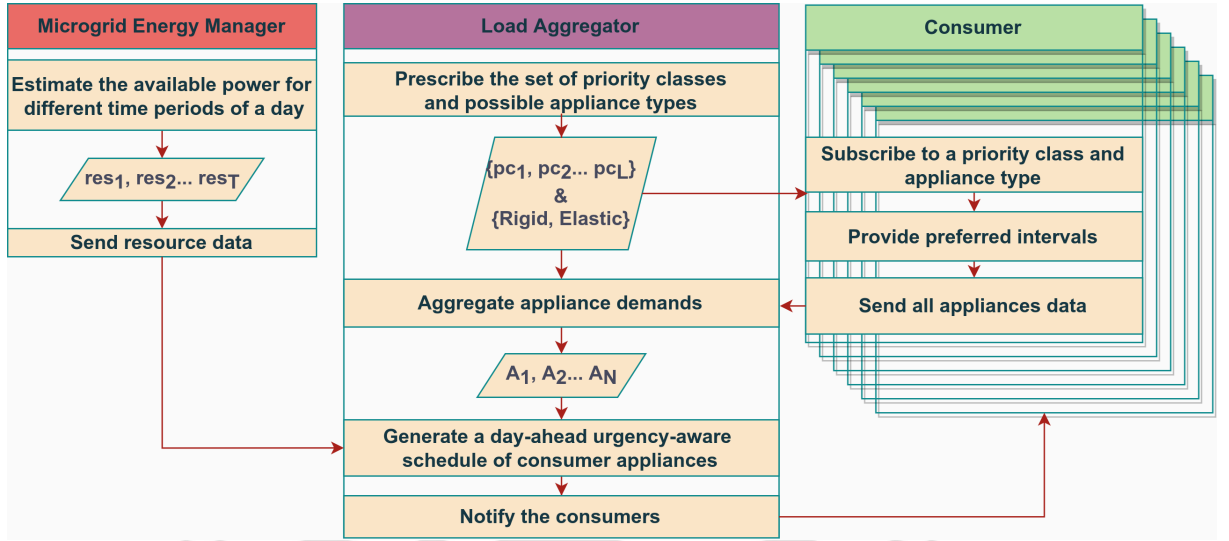 Microgrid Energy Manager
Estimate the available power for
different time periods of a day
res1, res2... resT
Send resource data
Load Aggregator
Prescribe the set of priority classes
and possible appliance types
{pc1, pc2... pcL}
&
{Rigid, Elastic}
Aggregate appliance demands
A1, A2... AN
Generate a day-ahead urgency-aware
schedule of consumer appliances
Notify the consumers
Consumer
Subscribe to a priority class and
appliance type
Provide preferred intervals
Send all appliances data